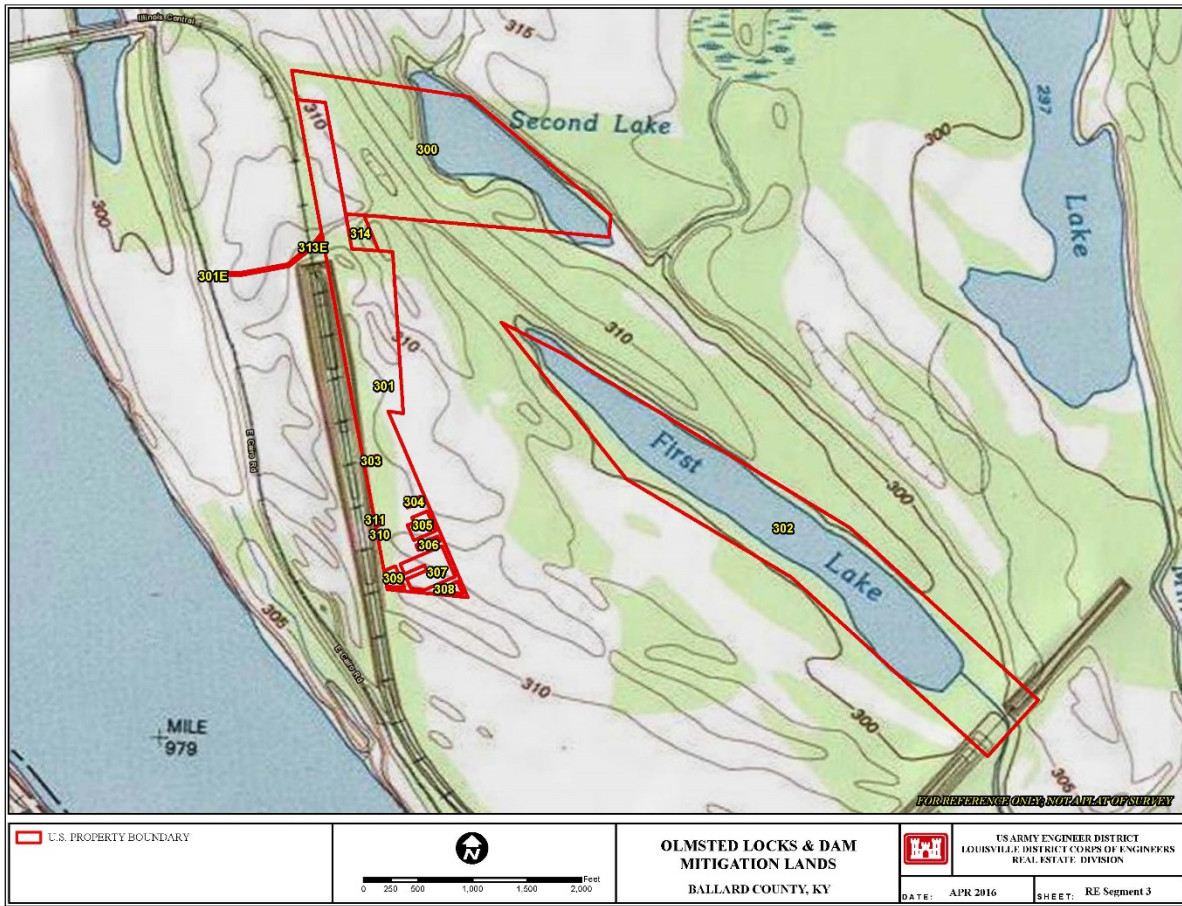 Illinois Central
315
310
Second Lake
300
297
Lake
300
300
314
313E
301E
310
310
301
E Cairo Rd
303
First
Lake
300
302
304
311
305
310
306
307
309
308
305
E Cairo Rd
310
300
305
MILE
979
FOR REFERENCE ONLY; NOT A PLAT OF SURVEY
U.S. PROPERTY BOUNDARY
N
Feet
0 250 500 1,000 1,500 2,000
OLMSTED LOCKS & DAM
MITIGATION LANDS
BALLARD COUNTY, KY
US ARMY ENGINEER DISTRICT
LOUISVILLE DISTRICT CORPS OF ENGINEERS
REAL ESTATE DIVISION
DATE: APR 2016
SHEET: RE Segment 3